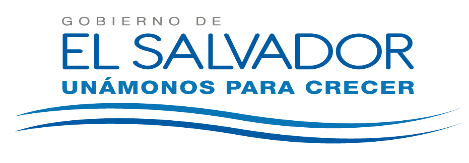 GOBIERNO DE
EL SALVADOR
UNÁMONOS PARA CRECER